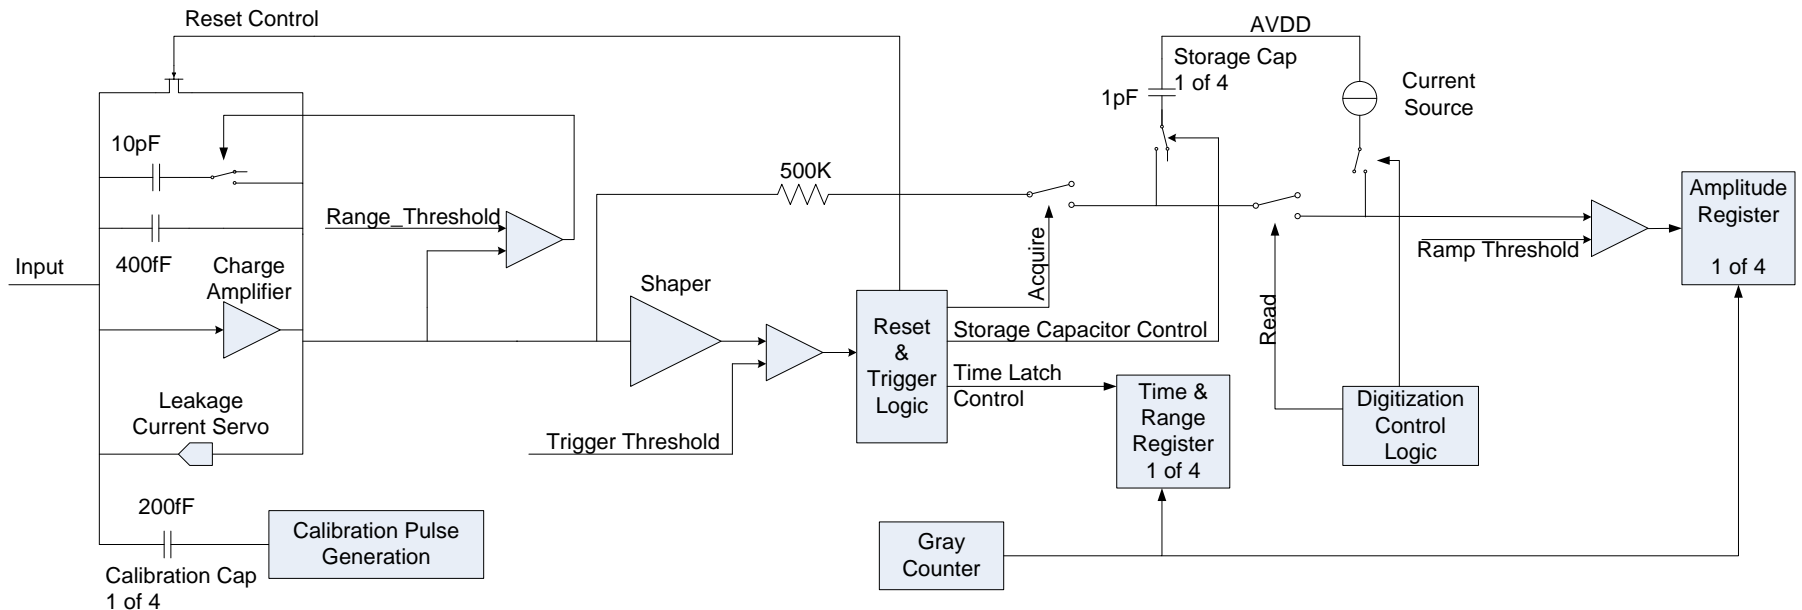 Reset Control
AVDD
Storage Cap
1 of 4
1pF
Current
Source
10pF
500K
Range_Threshold
400fF
Input
Charge
Amplifier
Shaper
Acquire
Read
Ramp Threshold
Amplitude
Register
1 of 4
Reset
&
Trigger
Logic
Storage Capacitor Control
Time Latch
Control
Time &
Range
Register
1 of 4
Digitization
Control
Logic
Leakage
Current Servo
Trigger Threshold
200fF
Calibration Pulse
Generation
Calibration Cap
1 of 4
Gray
Counter